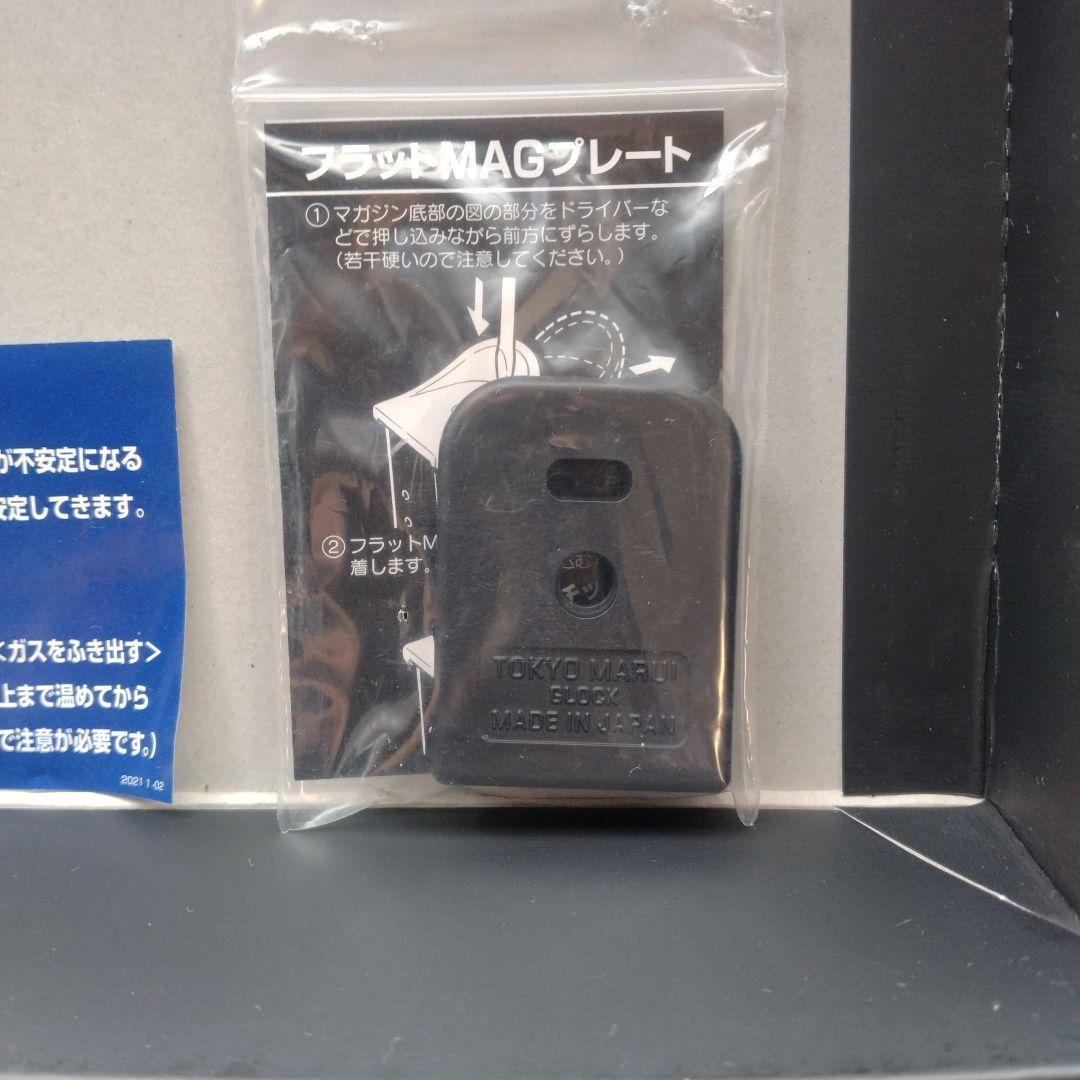 フラットMAGプレート
①マガジン底部の図の部分をドライバーな
どで押し込みながら前方にずらします。
(若干硬いので注意してください。)
②フラットM
着します。
TOKYO MARUI
GLOCK
MADE IN JAPAN
が不安定になる
安定してきます。
<ガスをふき出す>
上まで温めてから
で注意が必要です。)
2021 1.02